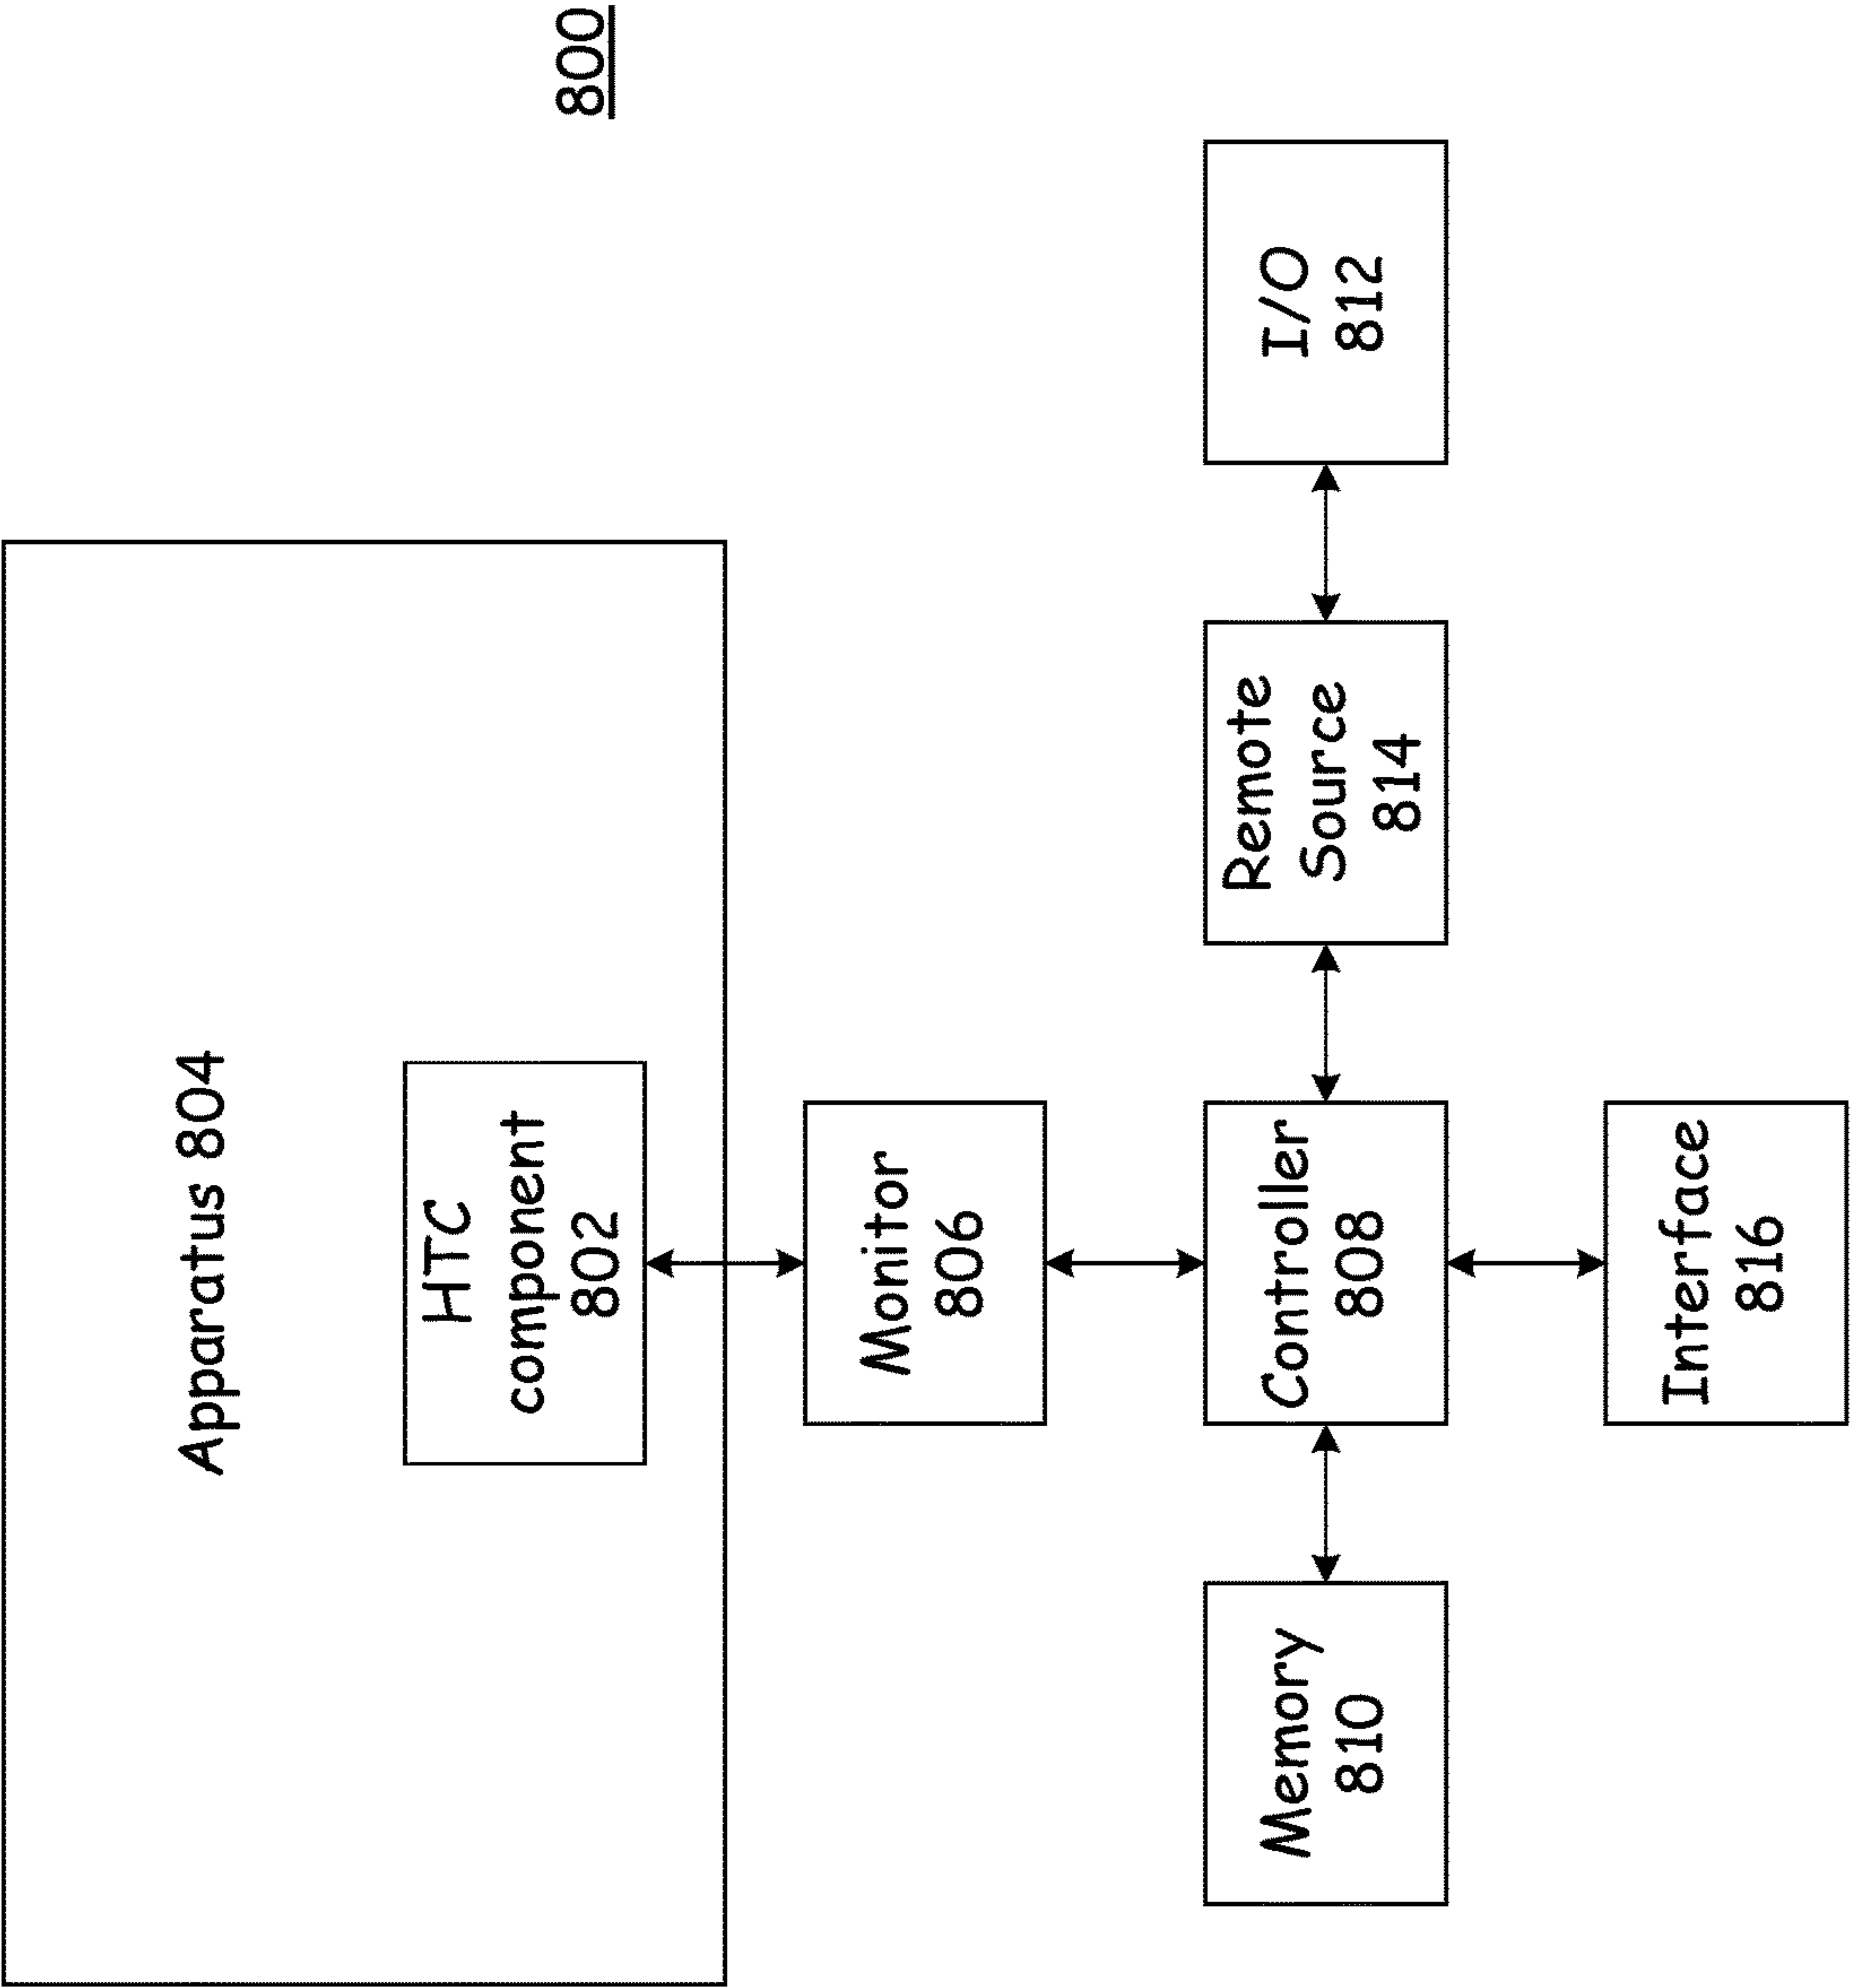 800
Apparatus 804
HTC
component
802
Monitor
806
Memory
810
Controller
808
Remote
Source
814
I/O
812
Interface
816